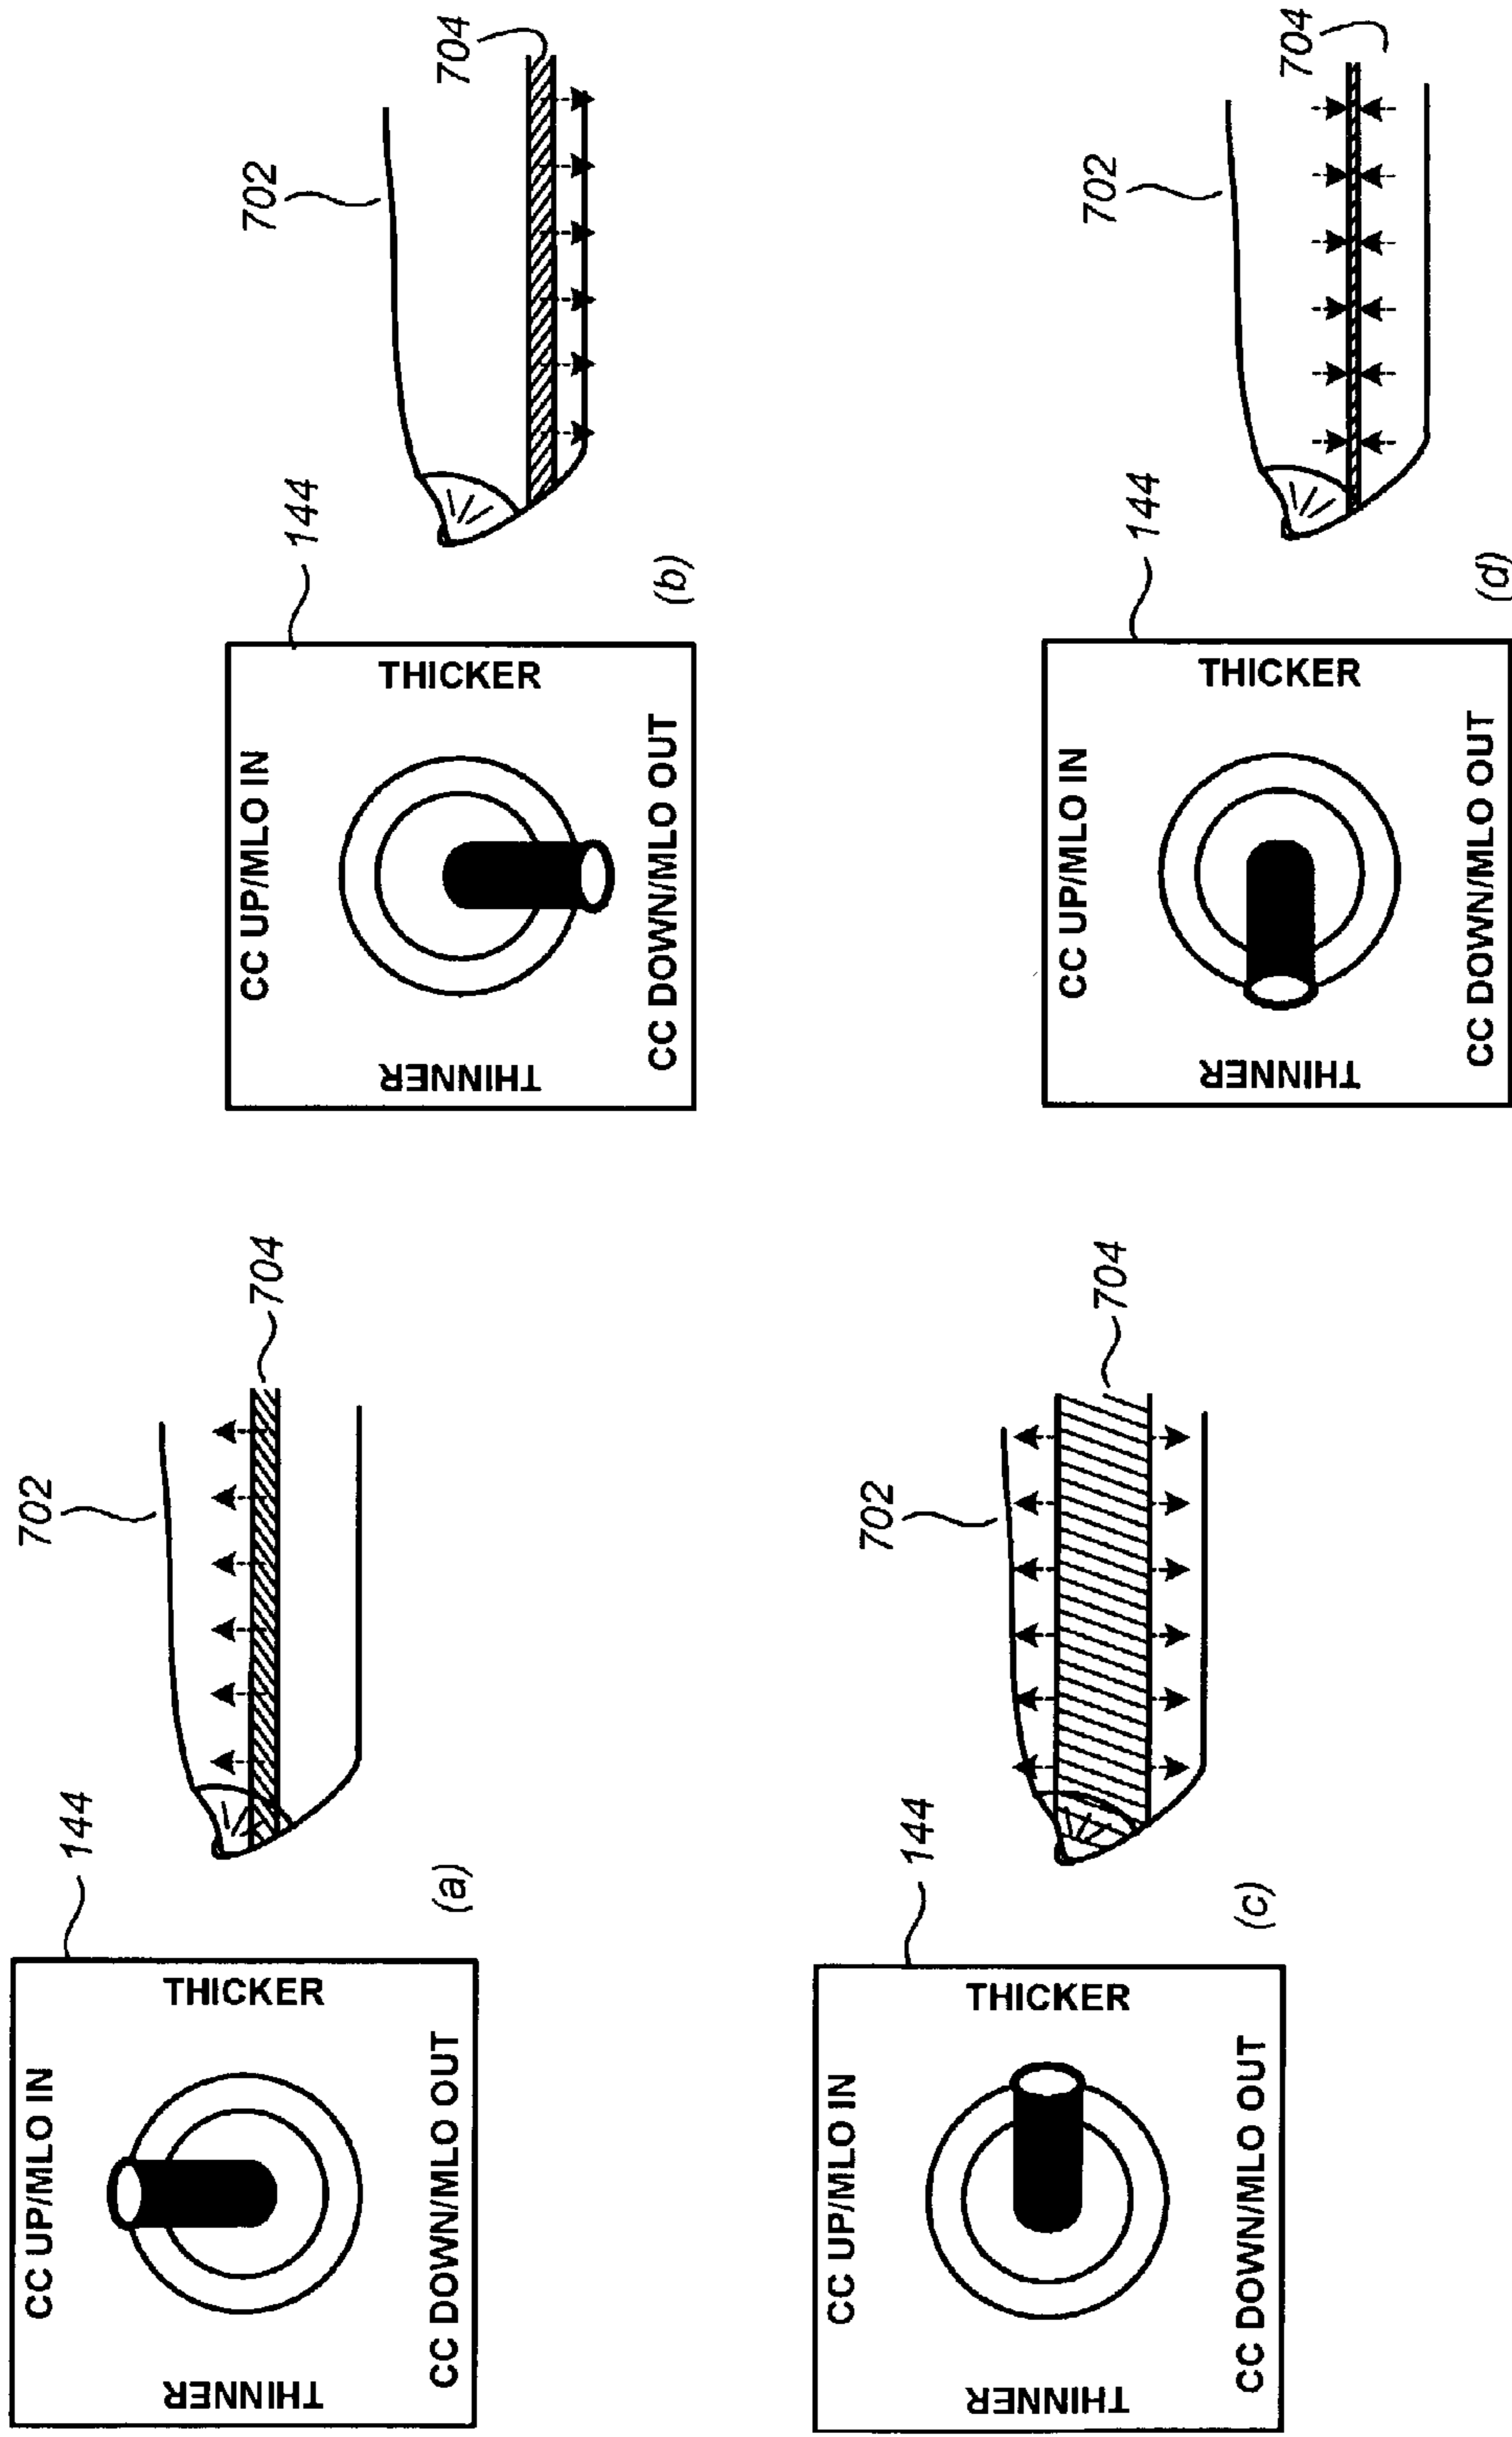 CC UP/MLO IN
THINNER
THICKER
CC DOWN/MLO OUT
144
702
704
(a)
CC UP/MLO IN
THINNER
THICKER
CC DOWN/MLO OUT
144
702
704
(b)
CC UP/MLO IN
THINNER
THICKER
CC DOWN/MLO OUT
144
702
704
(c)
CC UP/MLO IN
THINNER
THICKER
CC DOWN/MLO OUT
144
702
704
(d)